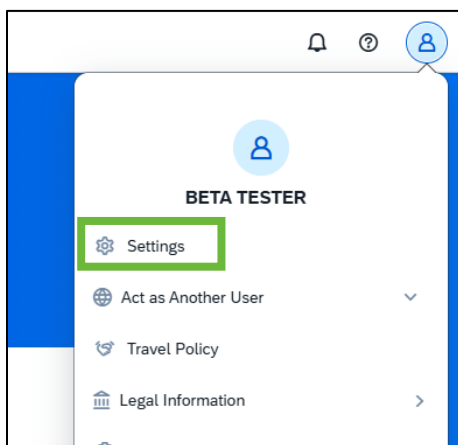 BETA TESTER
Settings
Act as Another User
Travel Policy
Legal Information